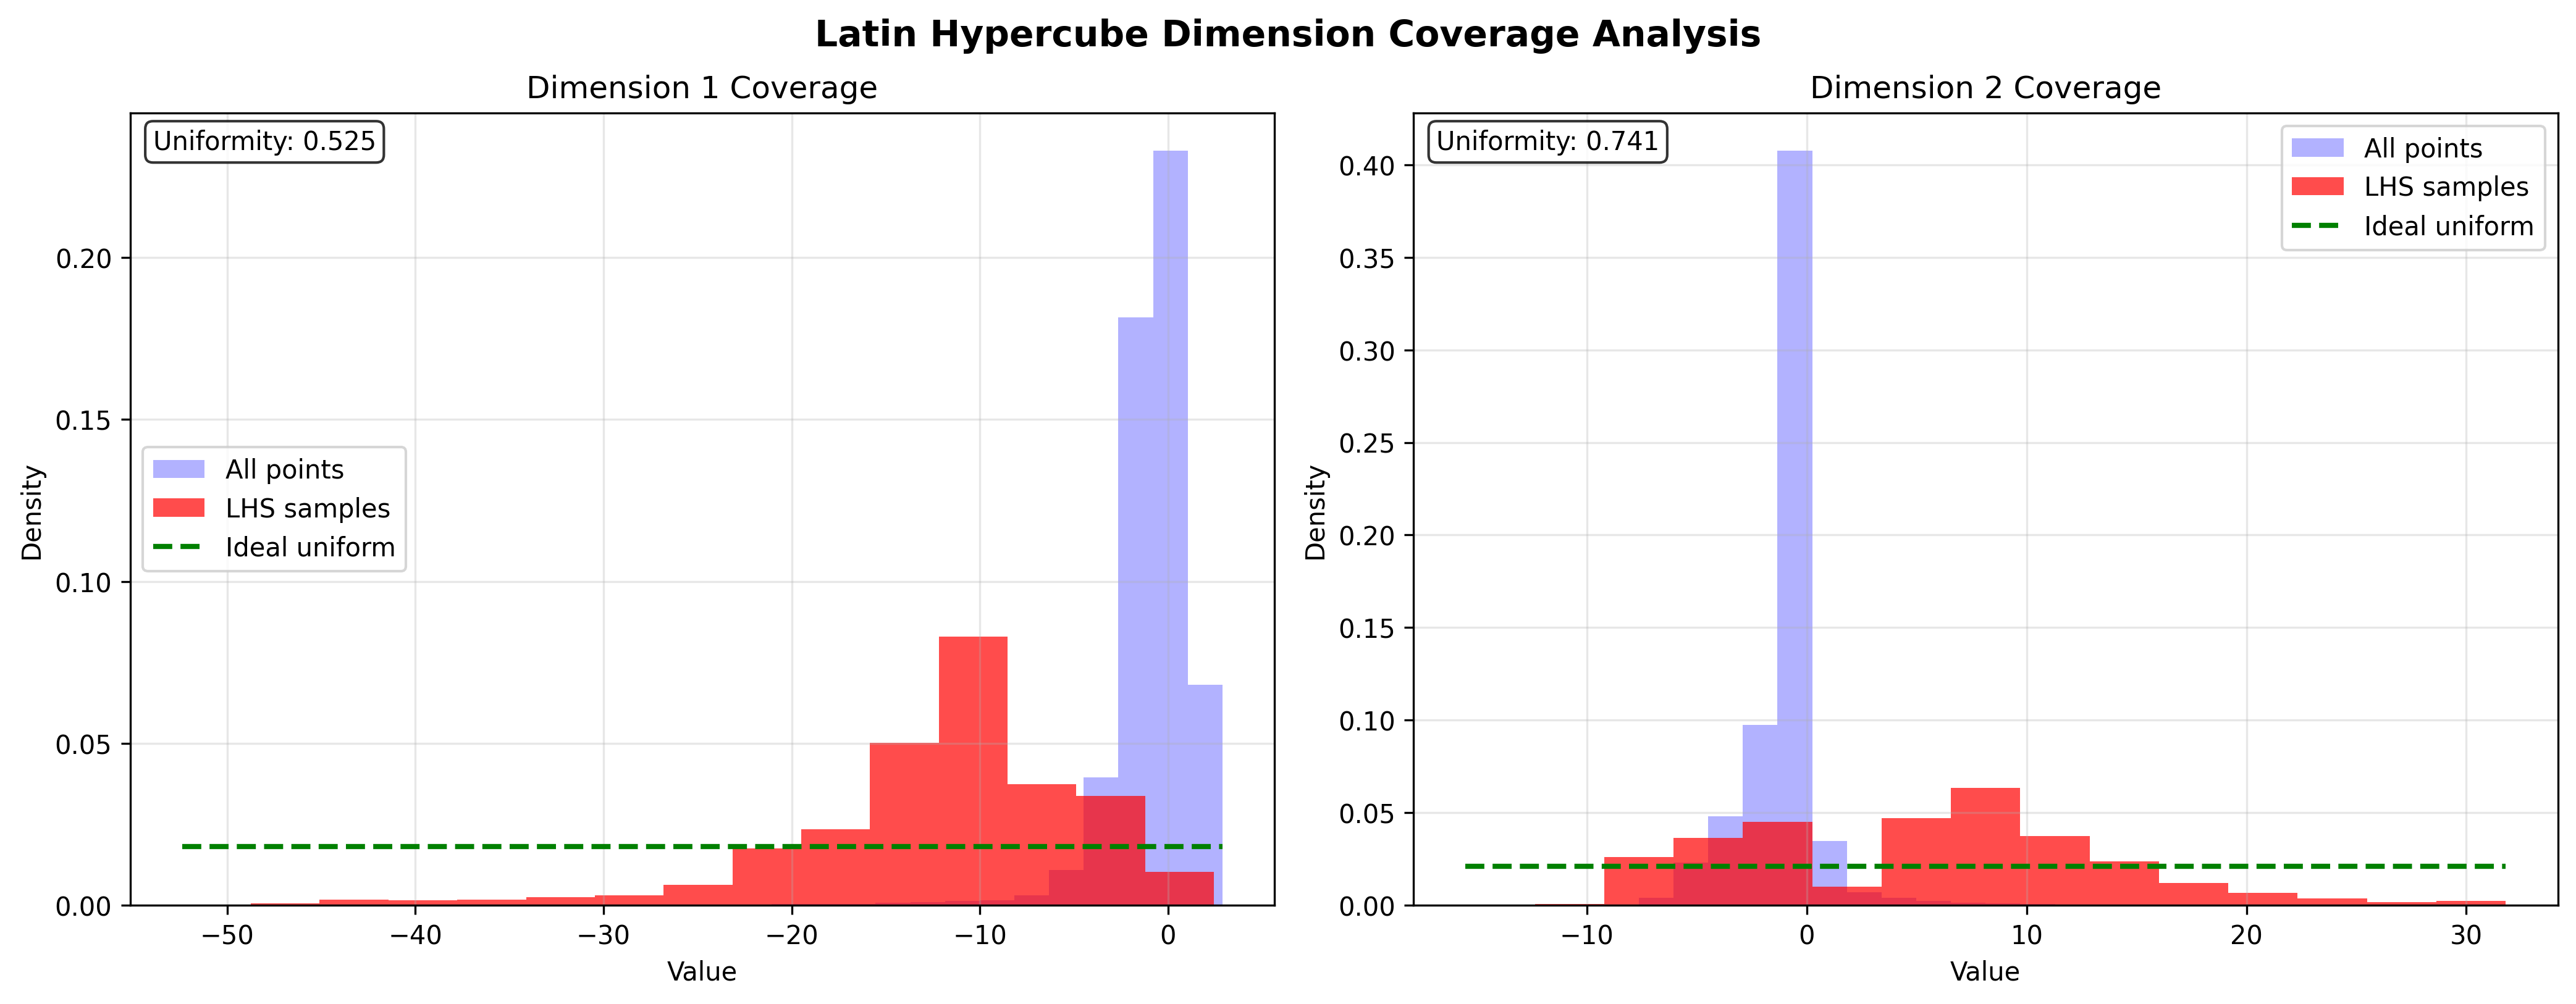 Latin Hypercube Dimension Coverage Analysis
Dimension 1 Coverage
Uniformity: 0.525
0.20
0.15
0.10
0.05
0.00
Density
All points
LHS samples
Ideal uniform
−50
−40
−30
−20
−10
0
Value
Dimension 2 Coverage
Uniformity: 0.741
All points
LHS samples
Ideal uniform
0.40
0.35
0.30
0.25
0.20
0.15
0.10
0.05
0.00
Density
−10
0
10
20
30
Value